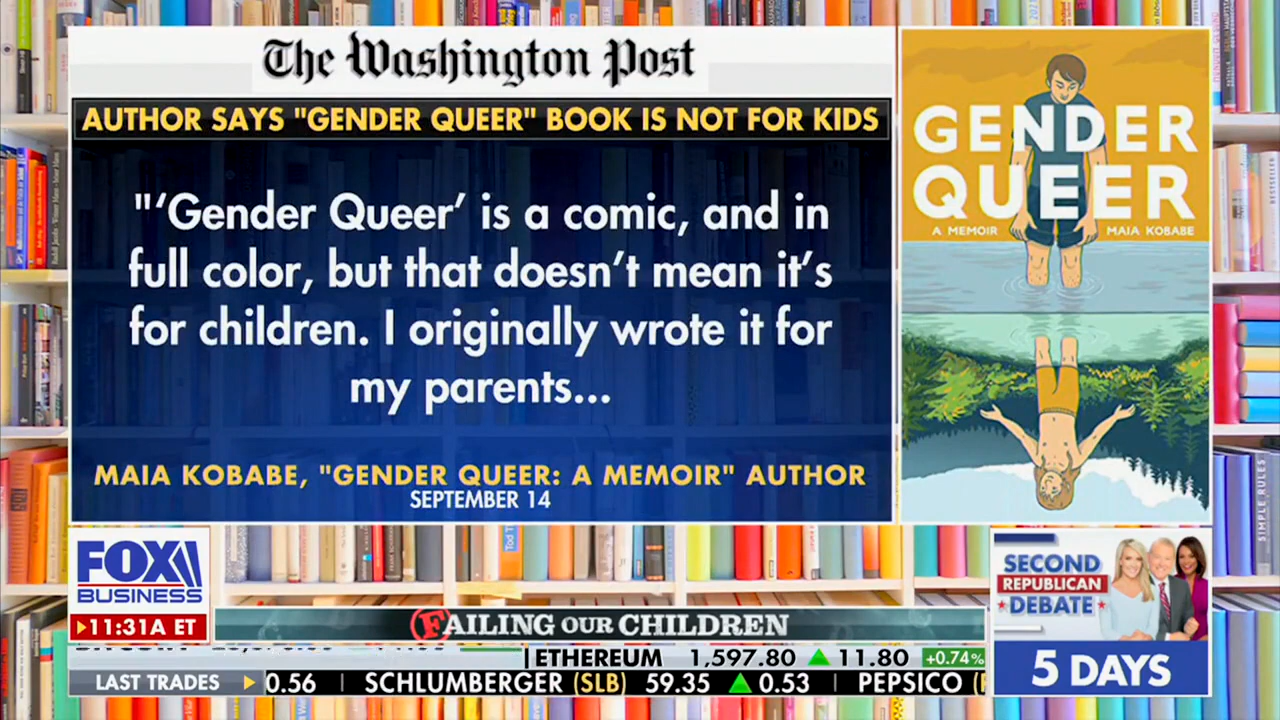 The Washington Post
AUTHOR SAYS "GENDER QUEER" BOOK IS NOT FOR KIDS
"‘Gender Queer’ is a comic, and in
full color, but that doesn’t mean it’s
for children. I originally wrote it for
my parents...
MAIA KOBABE, "GENDER QUEER: A MEMOIR" AUTHOR
SEPTEMBER 14
GENDER
QUEER
A MEMOIR MAIA KOBABE
SIMPLE RULES
FOX
BUSINESS
11:31A ET
FAILING OUR CHILDREN
SECOND
REPUBLICAN
DEBATE
5 DAYS
ETHEREUM 1,597.80 11.80 +0.74%
LAST TRADES 0.56 | SCHLUMBERGER (SLB) 59.35 0.53 | PEPSICO